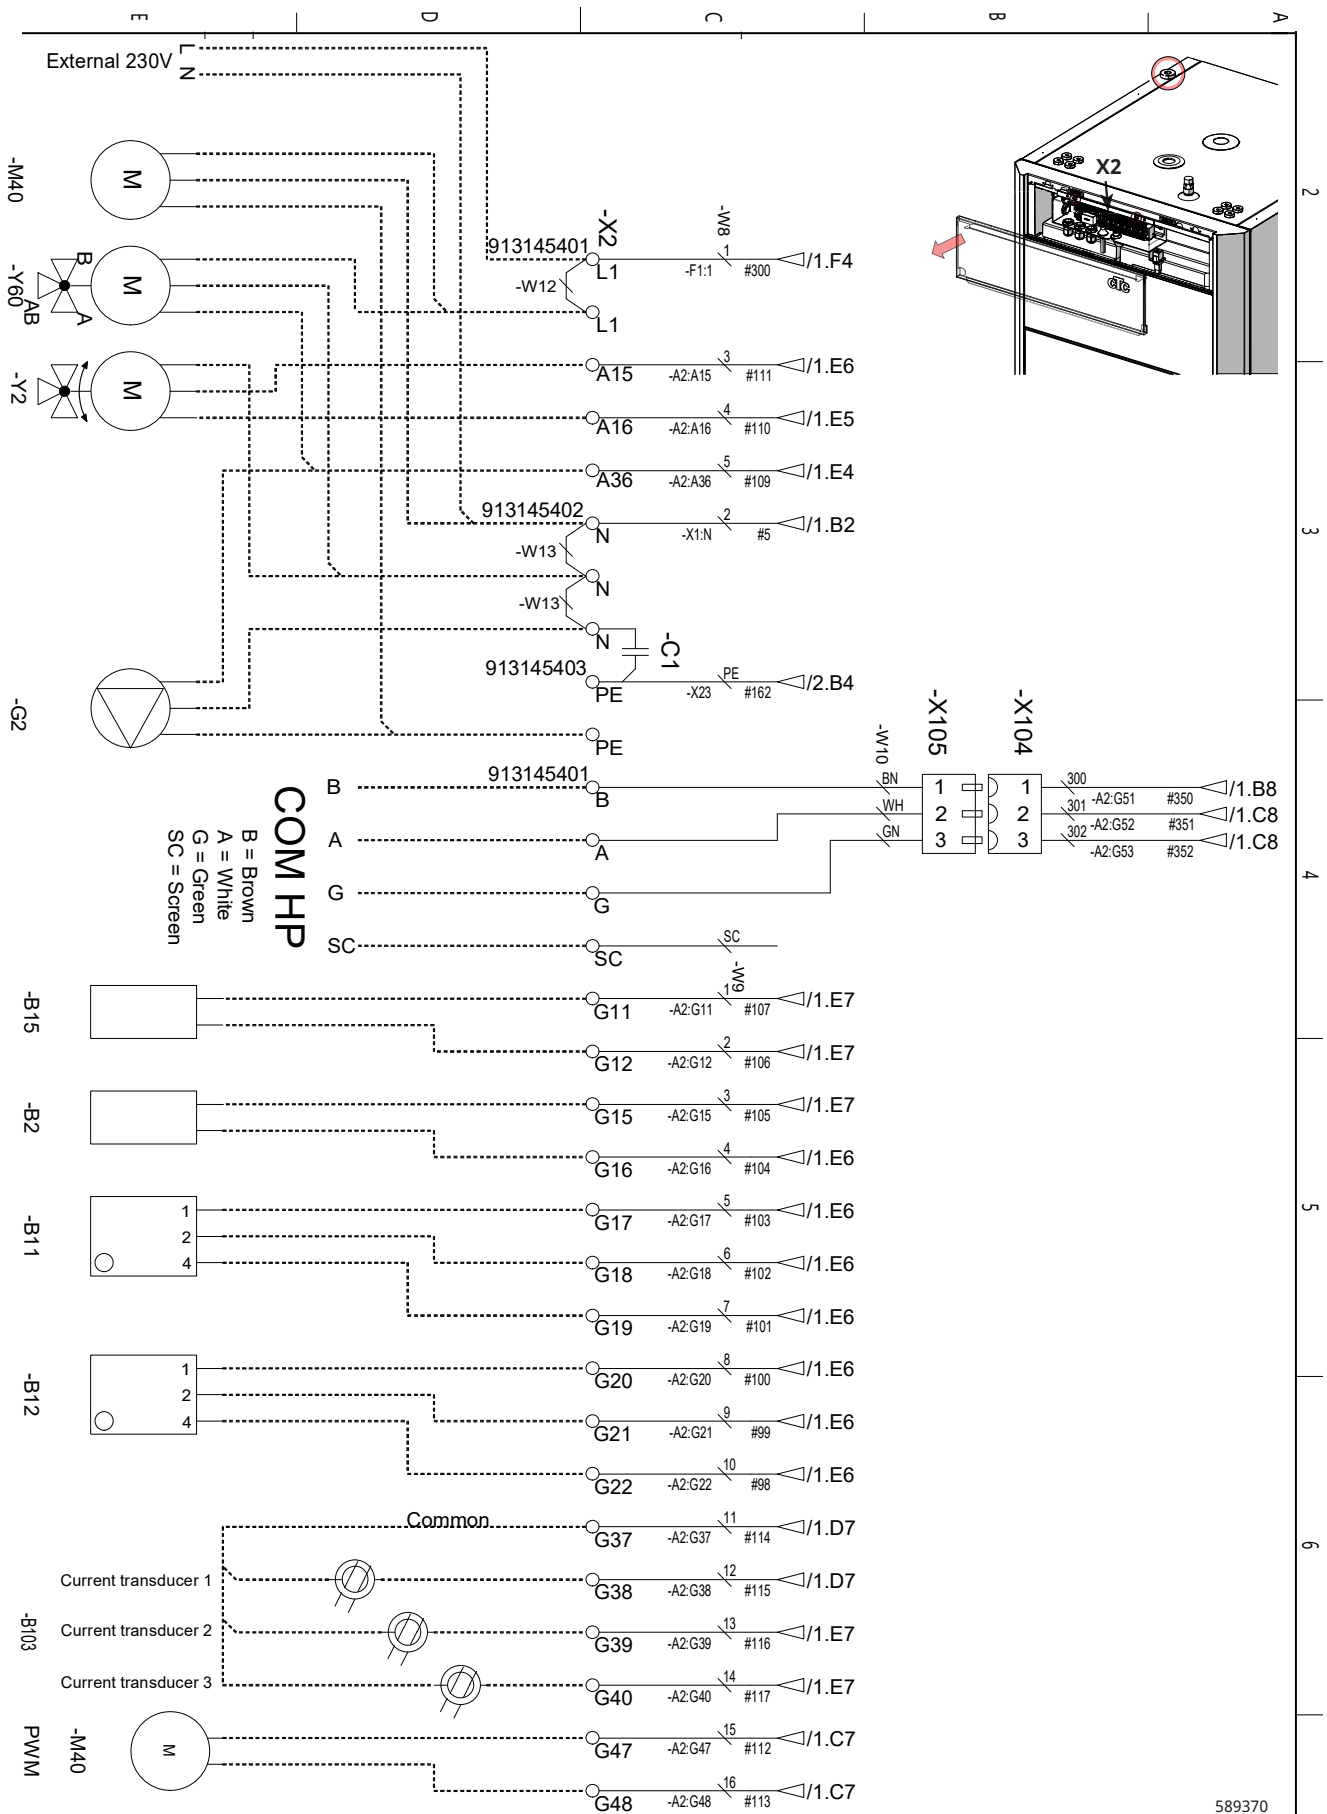 E D C B A
External 230V
L
N
X2
2
-M40
M
-X2
-W8
913145401
L1
-F1:1
1
#300
/1.F4
-W12
L1
-Y60
B
A
AB
M
CTC
A15
-A2:A15
3
#111
/1.E6
-Y2
M
A16
-A2:A16
4
#110
/1.E5
A36
-A2:A36
5
#109
/1.E4
913145402
N
-X1:N
2
#5
/1.B2
3
-W13
N
-W13
N
-C1
913145403
PE
-X23
PE
#162
/2.B4
-G2
PE
-W10
-X105
-X104
B
913145401
B
BN
1
1
300
-A2:G51
#350
/1.B8
WH
2
2
301
-A2:G52
#351
/1.C8
A
A
GN
3
3
302
-A2:G53
#352
/1.C8
4
COM HP
B = Brown
A = White
G = Green
SC = Screen
G
G
SC
SC
SC
-W9
-B15
G11
-A2:G11
1
#107
/1.E7
G12
-A2:G12
2
#106
/1.E7
-B2
G15
-A2:G15
3
#105
/1.E7
G16
-A2:G16
4
#104
/1.E6
5
-B11
1
2
4
G17
-A2:G17
5
#103
/1.E6
G18
-A2:G18
6
#102
/1.E6
G19
-A2:G19
7
#101
/1.E6
-B12
1
2
4
G20
-A2:G20
8
#100
/1.E6
G21
-A2:G21
9
#99
/1.E6
G22
-A2:G22
10
#98
/1.E6
Common
G37
-A2:G37
11
#114
/1.D7
6
-B103
Current transducer 1
G38
-A2:G38
12
#115
/1.D7
Current transducer 2
G39
-A2:G39
13
#116
/1.E7
Current transducer 3
G40
-A2:G40
14
#117
/1.E7
PWM
-M40
M
G47
-A2:G47
15
#112
/1.C7
G48
-A2:G48
16
#113
/1.C7
589370